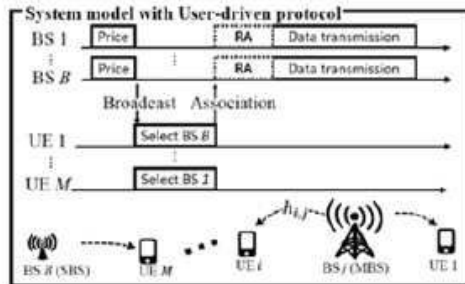 System model with User-driven protocol
BS 1 Price RA Data transmission
BS B Price RA Data transmission
Broadcast Association
UE 1 Select BS B
UE M Select BS 1
h i,j
BS B (SBS) UE M UE i BS j (MBS) UE 1